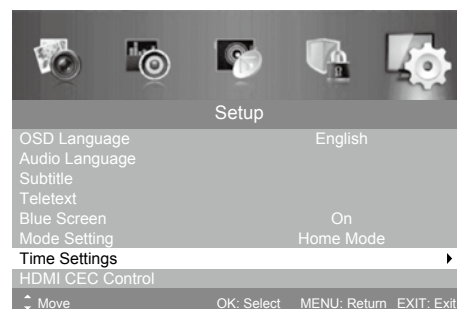 Setup
OSD Language English
Audio Language
Subtitle
Teletext
Blue Screen On
Mode Setting Home Mode
Time Settings
HDMI CEC Control
Move OK: Select MENU: Return EXIT: Exit